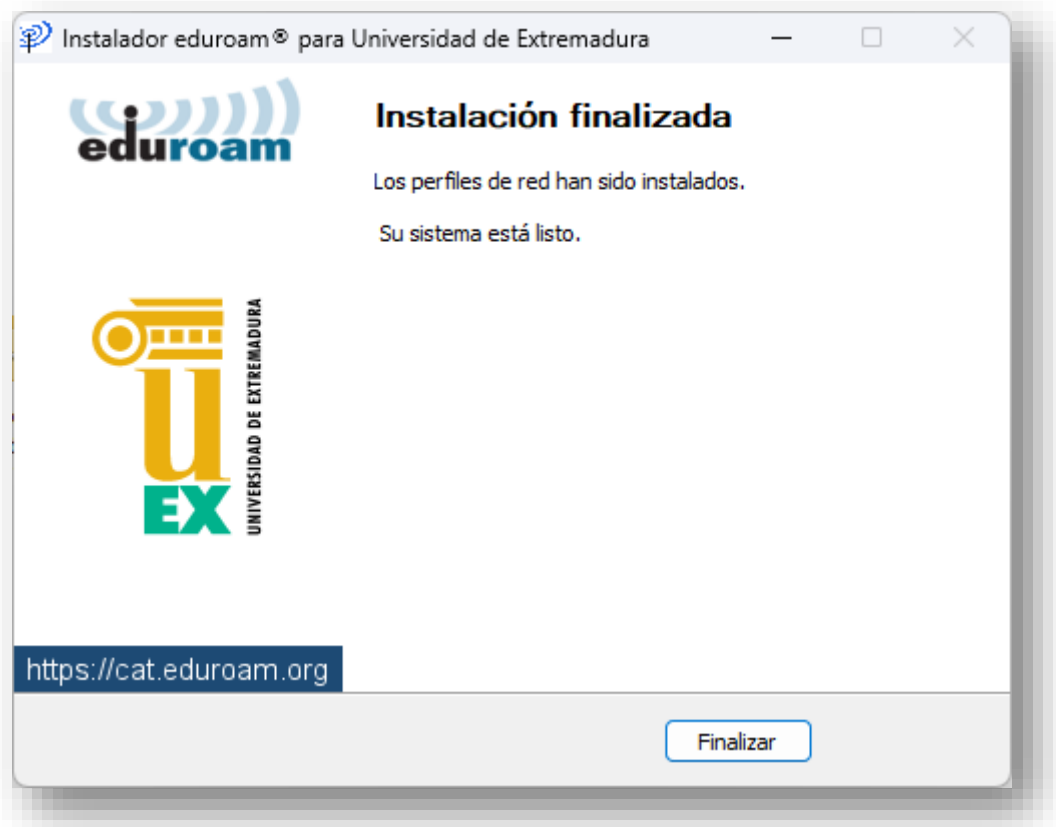 Instalador eduroam® para Universidad de Extremadura
eduroam
Instalación finalizada
Los perfiles de red han sido instalados.
Su sistema está listo.
u
EX
UNIVERSIDAD DE EXTREMADURA
https://cat.eduroam.org
Finalizar